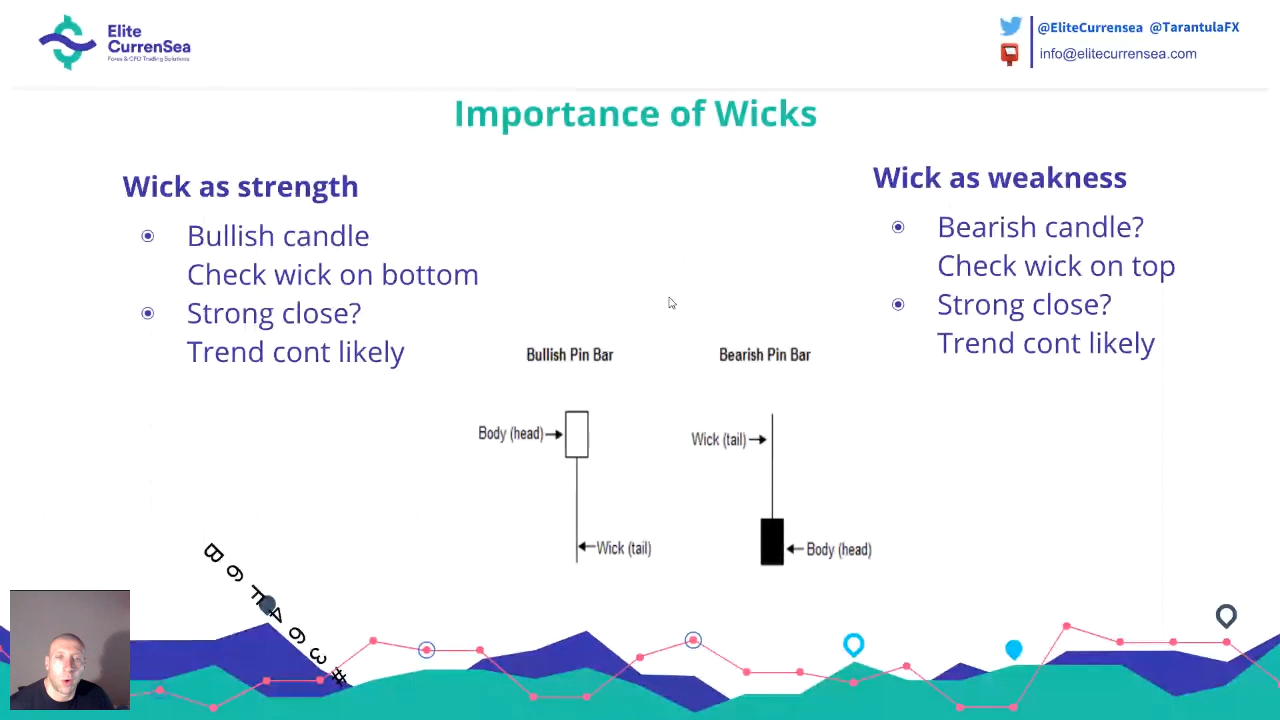 Elite
CurrenSea
Forex & CFD Trading Solutions
@EliteCurrensea @TarantulaFX
info@elitecurrensea.com
Importance of Wicks
Wick as strength
Bullish candle
Check wick on bottom
Strong close?
Trend cont likely
Wick as weakness
Bearish candle?
Check wick on top
Strong close?
Trend cont likely
Bullish Pin Bar
Body (head)
Wick (tail)
Bearish Pin Bar
Wick (tail)
Body (head)